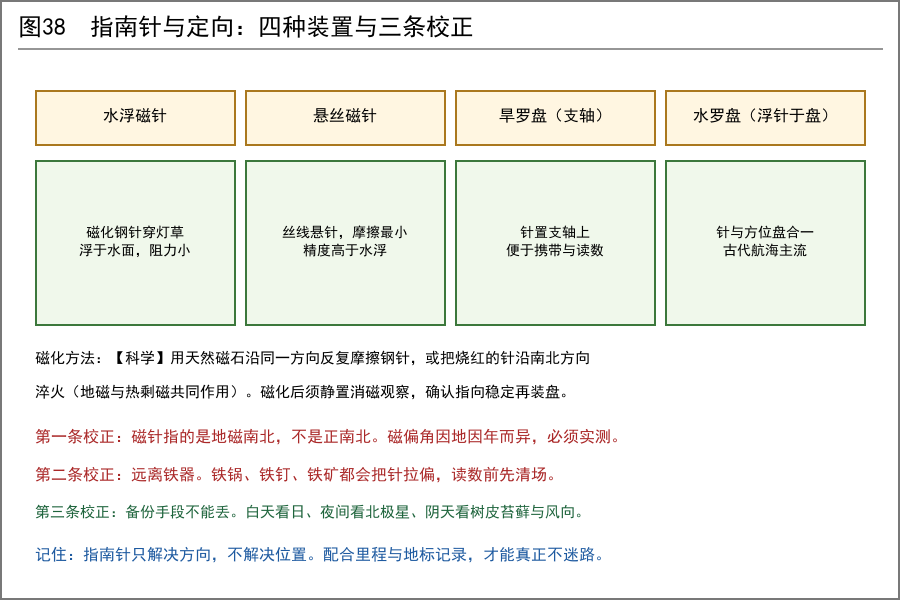 图38　指南针与定向：四种装置与三条校正
水浮磁针
悬丝磁针
旱罗盘（支轴）
水罗盘（浮针于盘）
磁化钢针穿灯草
浮于水面，阻力小
丝线悬针，摩擦最小
精度高于水浮
针置支轴上
便于携带与读数
针与方位盘合一
古代航海主流
磁化方法：【科学】用天然磁石沿同一方向反复摩擦钢针，或把烧红的针沿南北方向
淬火（地磁与热剩磁共同作用）。磁化后须静置消磁观察，确认指向稳定再装盘。
第一条校正：磁针指的是地磁南北，不是正南北。磁偏角因地因年而异，必须实测。
第二条校正：远离铁器。铁锅、铁钉、铁矿都会把针拉偏，读数前先清场。
第三条校正：备份手段不能丢。白天看日、夜间看北极星、阴天看树皮苔藓与风向。
记住：指南针只解决方向，不解决位置。配合里程与地标记录，才能真正不迷路。